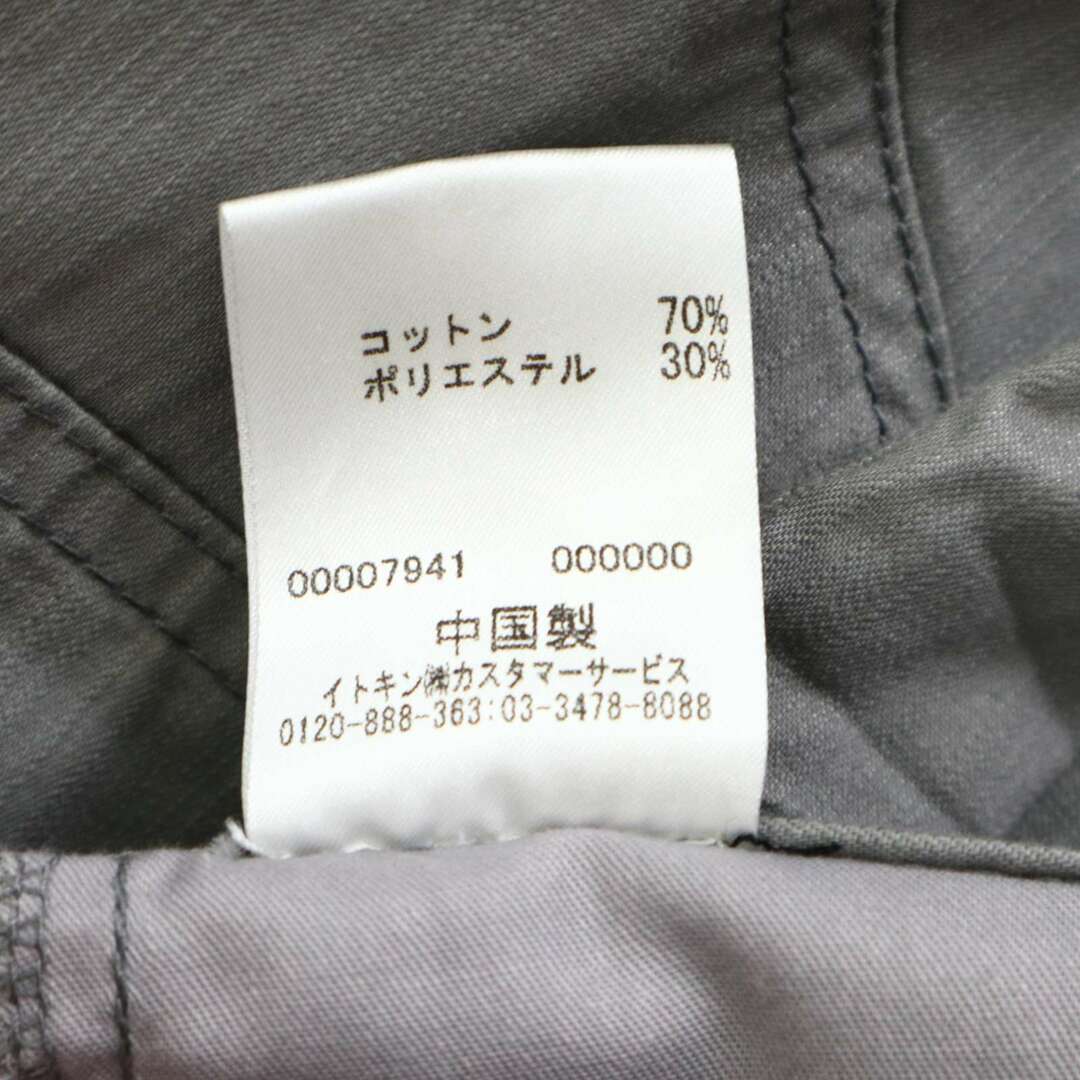 コットン 70%
ポリエステル 30%
00007941 000000
中国製
イトキン㈱カスタマーサービス
0120-888-363:03-3478-8088